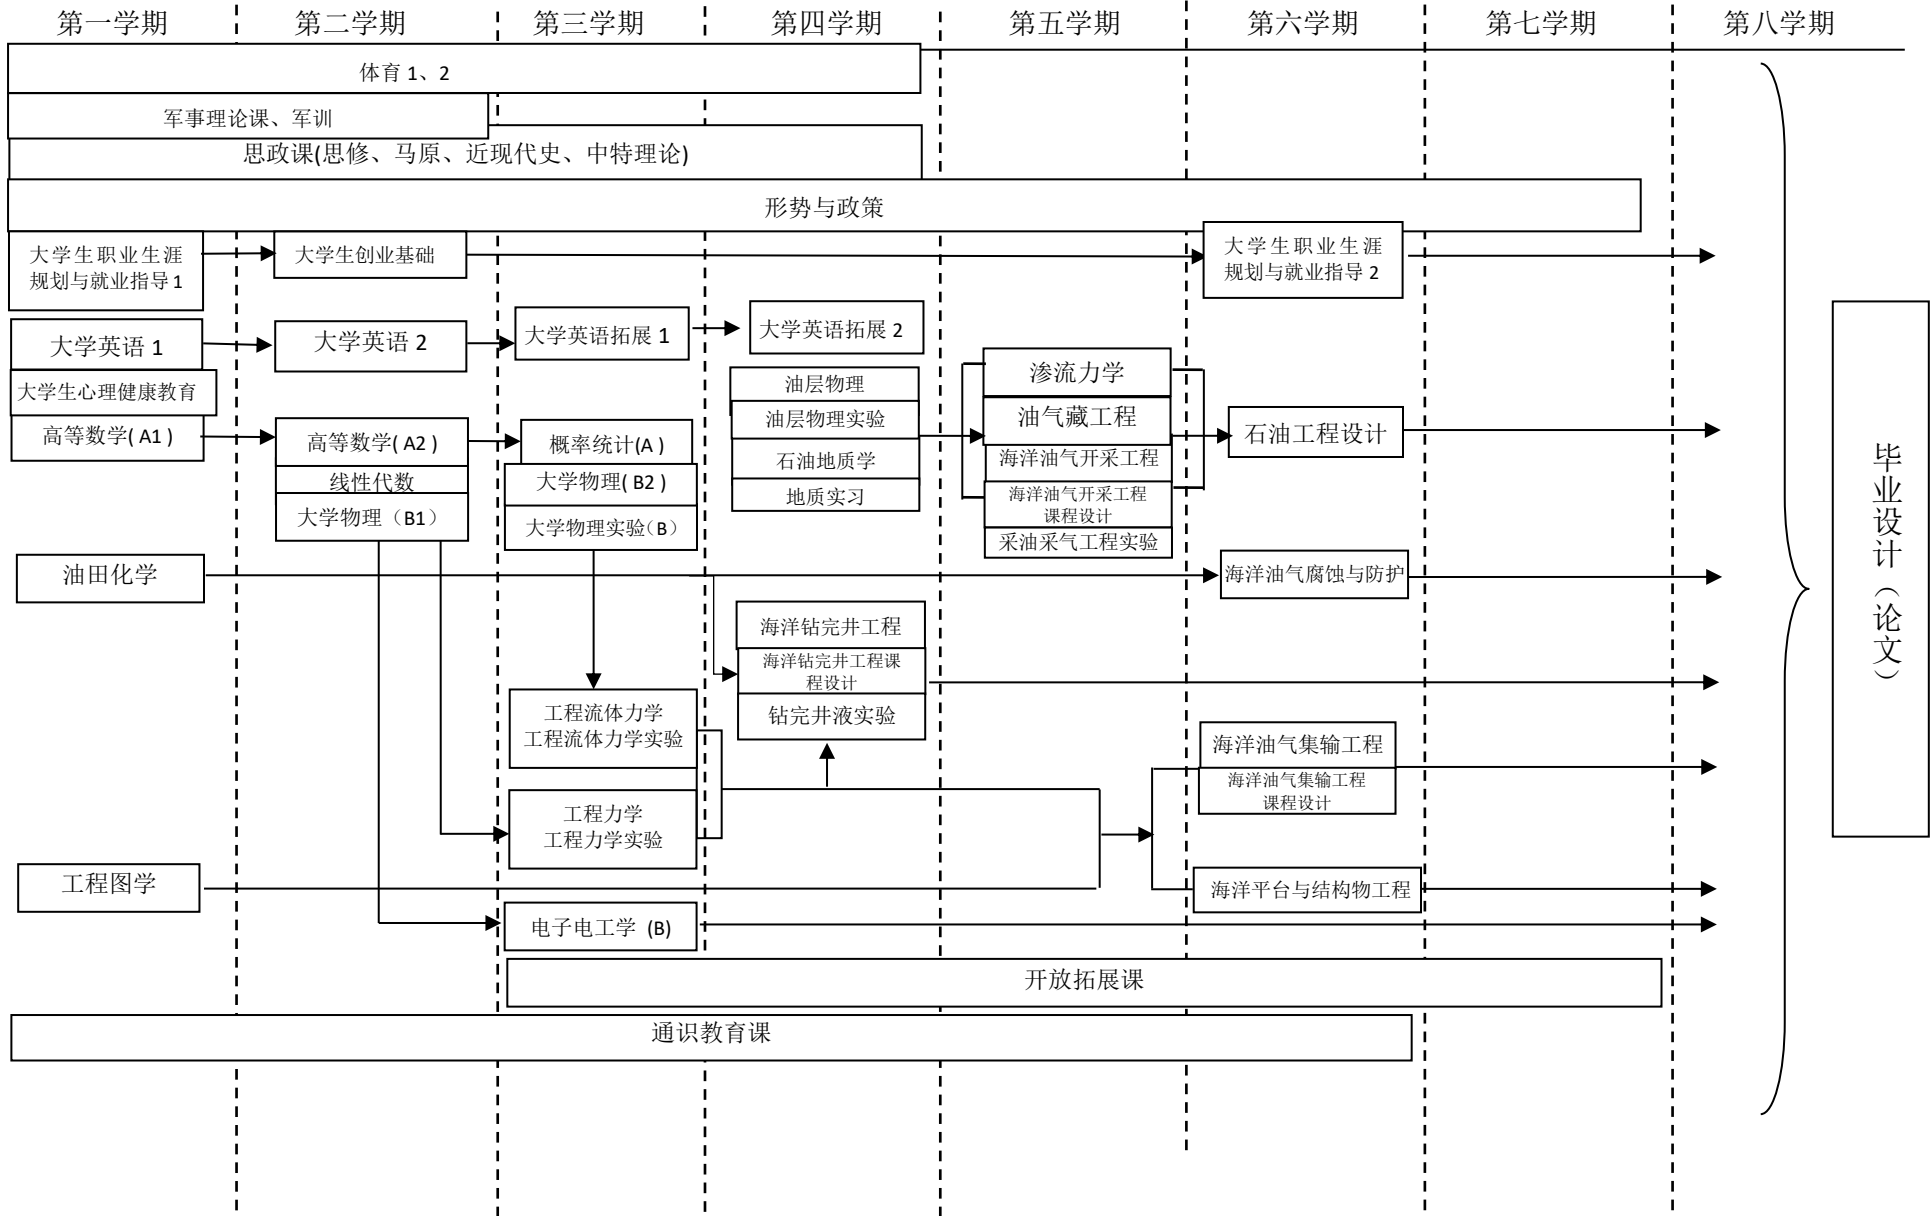 第一学期
第二学期
第三学期
第四学期
第五学期
第六学期
第七学期
第八学期
体育 1、2
军事理论课、军训
思政课(思修、马原、近现代史、中特理论)
形势与政策
大学生职业生涯
规划与就业指导 1
大学生创业基础
大学生职业生涯
规划与就业指导 2
大学英语 1
大学英语 2
大学英语拓展 1
大学英语拓展 2
大学生心理健康教育
高等数学( A1 )
高等数学( A2 )
线性代数
大学物理（B1）
概率统计(A )
大学物理( B2 )
大学物理实验（B）
油层物理
油层物理实验
石油地质学
地质实习
渗流力学
油气藏工程
海洋油气开采工程
海洋油气开采工程
课程设计
采油采气工程实验
石油工程设计
油田化学
海洋油气腐蚀与防护
海洋钻完井工程
海洋钻完井工程课
程设计
钻完井液实验
工程流体力学
工程流体力学实验
工程力学
工程力学实验
海洋油气集输工程
海洋油气集输工程
课程设计
工程图学
海洋平台与结构物工程
电子电工学 (B)
开放拓展课
通识教育课
毕业设计（论文）